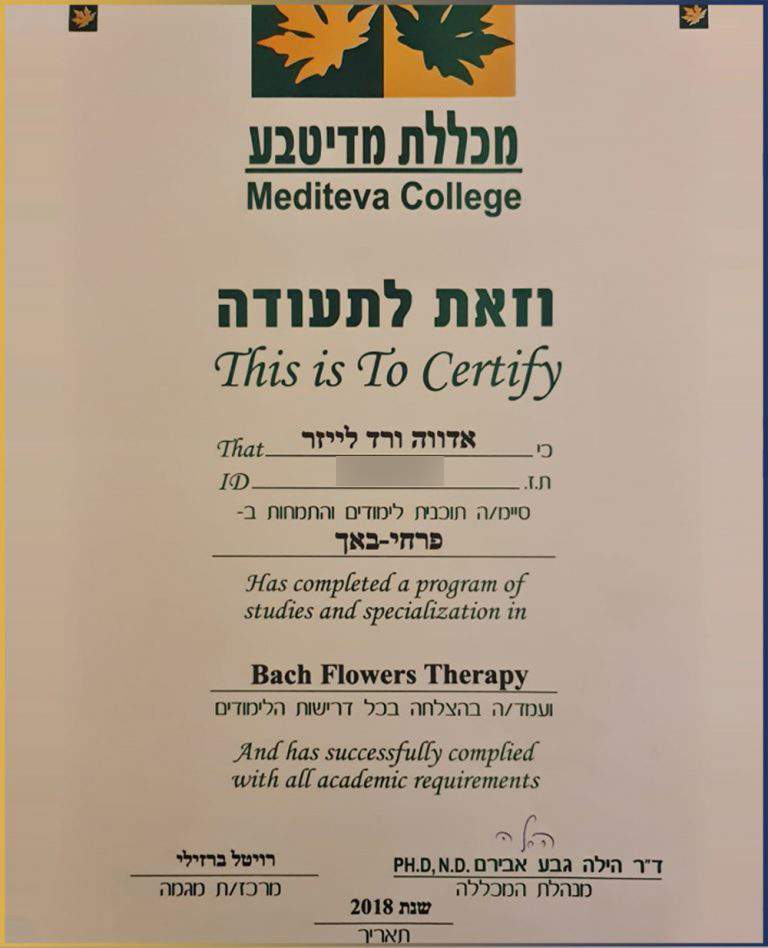 מכללת מדיטבע
Mediteva College
וזאת לתעודה
This is To Certify
כי אדווה ורד לייזר That
ת.ז. ID
סיימ/ה תוכנית לימודים והתמחות ב-
פרחי-באך
Has completed a program of
studies and specialization in
Bach Flowers Therapy
ועמד/ה בהצלחה בכל דרישות הלימודים
And has successfully complied
with all academic requirements
הילה
ד"ר הילה גבע אבירם PH.D, N.D. רויטל ברזילי
מנהלת המכללה מרכז/ת מגמה
שנת 2018
תאריך